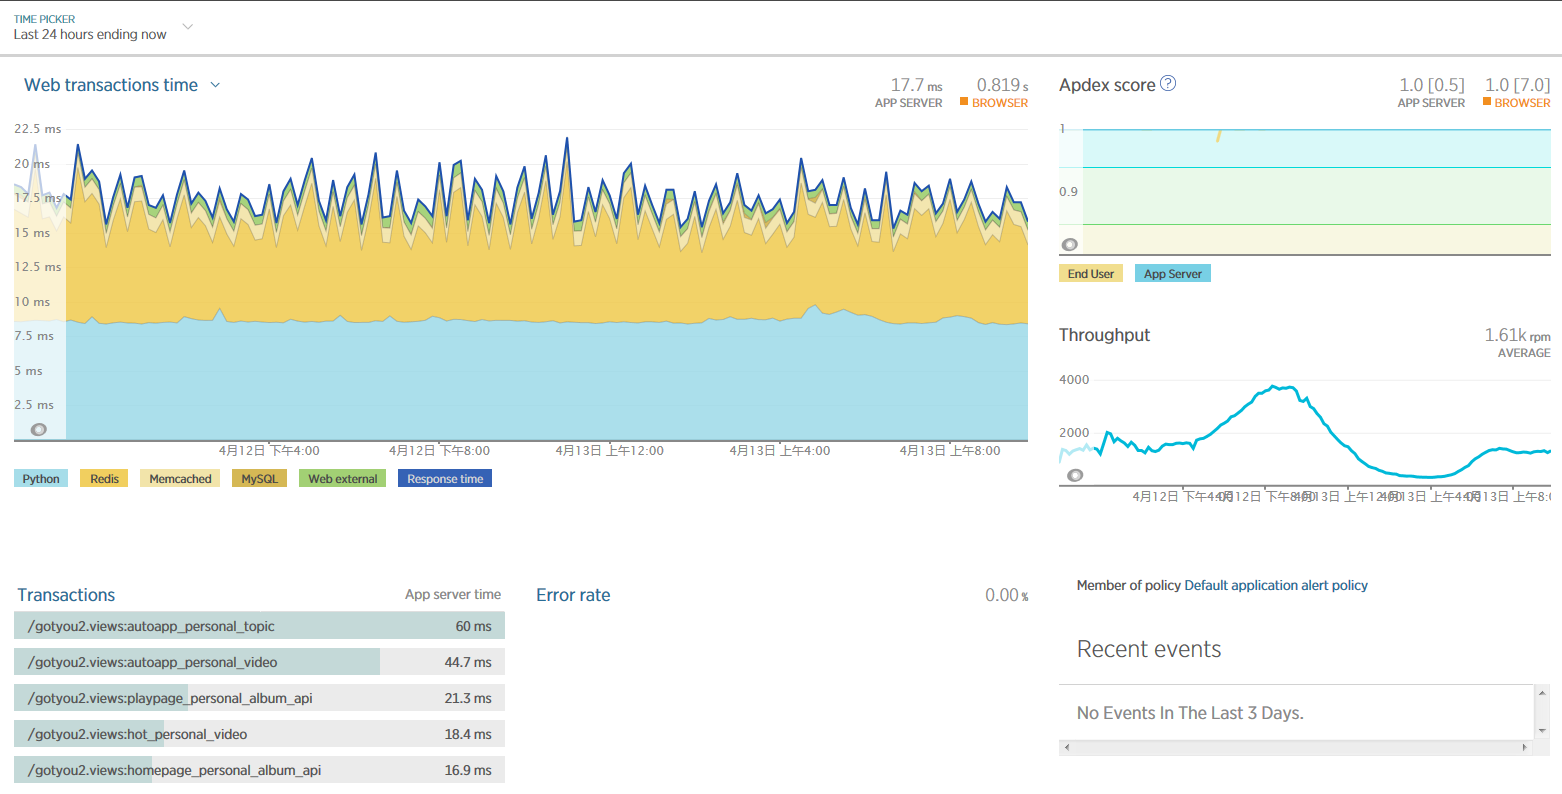 TIME PICKER
Last 24 hours ending now
Web transactions time
17.7 ms
APP SERVER
0.819 s
BROWSER
22.5 ms
20 ms
17.5 ms
15 ms
12.5 ms
10 ms
7.5 ms
5 ms
2.5 ms
4月12日 下午4:00
4月12日 下午8:00
4月13日 上午12:00
4月13日 上午4:00
4月13日 上午8:00
Python
Redis
Memcached
MySQL
Web external
Response time
Apdex score ?
1.0 [0.5]
APP SERVER
1.0 [7.0]
BROWSER
1
0.9
End User
App Server
Throughput
1.61k rpm
AVERAGE
4000
2000
4月12日 下午4:00
4月12日 下午8:00
4月13日 上午12:00
4月13日 上午4:00
4月13日 上午8:0
Transactions
App server time
/gotyou2.views:autoapp_personal_topic 60 ms
/gotyou2.views:autoapp_personal_video 44.7 ms
/gotyou2.views:playpage_personal_album_api 21.3 ms
/gotyou2.views:hot_personal_video 18.4 ms
/gotyou2.views:homepage_personal_album_api 16.9 ms
Error rate
0.00 %
Member of policy Default application alert policy
Recent events
No Events In The Last 3 Days.